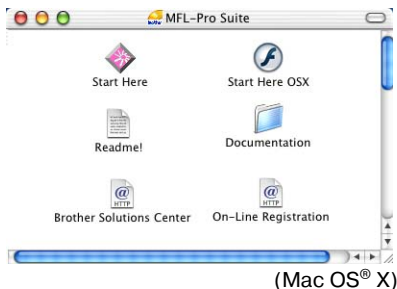 MFL-Pro Suite
Start Here
Start Here OSX
Readme!
Documentation
@
HTTP
@
HTTP
Brother Solutions Center
On-Line Registration
(Mac OS® X)